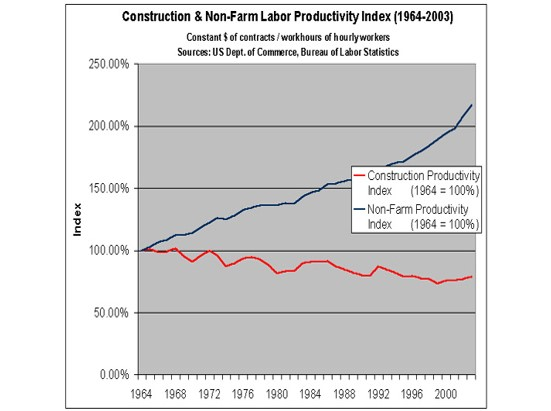 Construction & Non-Farm Labor Productivity Index (1964-2003)
Constant $ of contracts / workhours of hourly workers
Sources: US Dept. of Commerce, Bureau of Labor Statistics
250.00%
200.00%
150.00%
100.00%
50.00%
0.00%
Index
Construction Productivity
Index (1964 = 100%)
Non-Farm Productivity
Index (1964 = 100%)
1964 1968 1972 1976 1980 1984 1988 1992 1996 2000